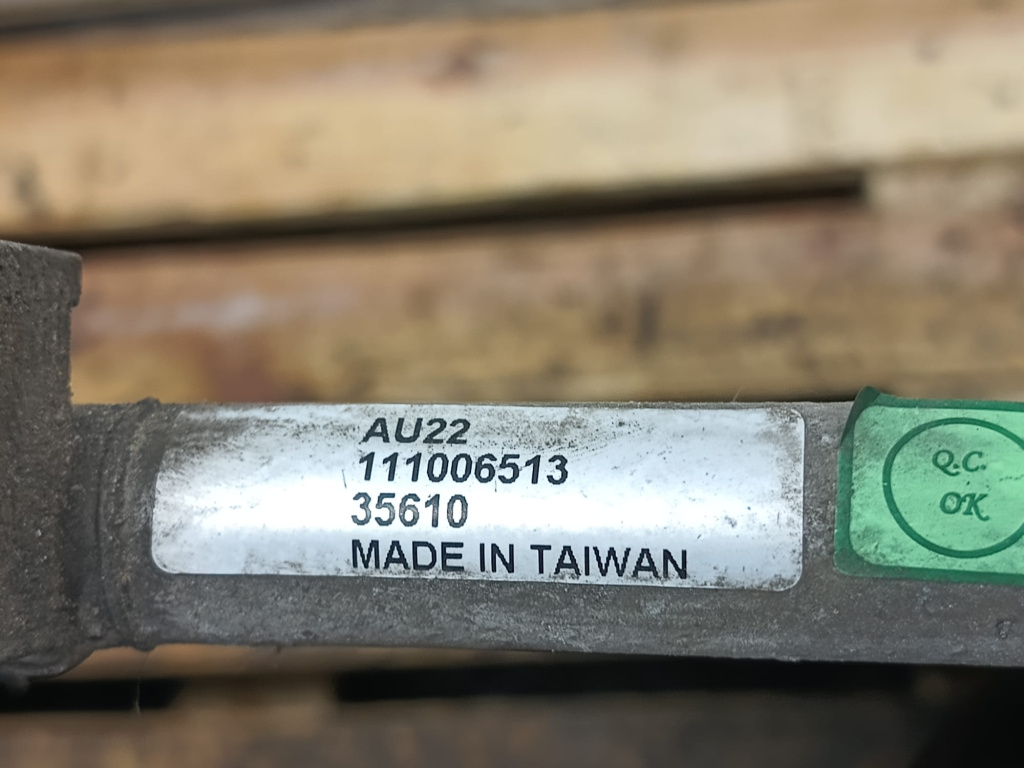 AU22
111006513
35610
MADE IN TAIWAN
Q.C.
OK